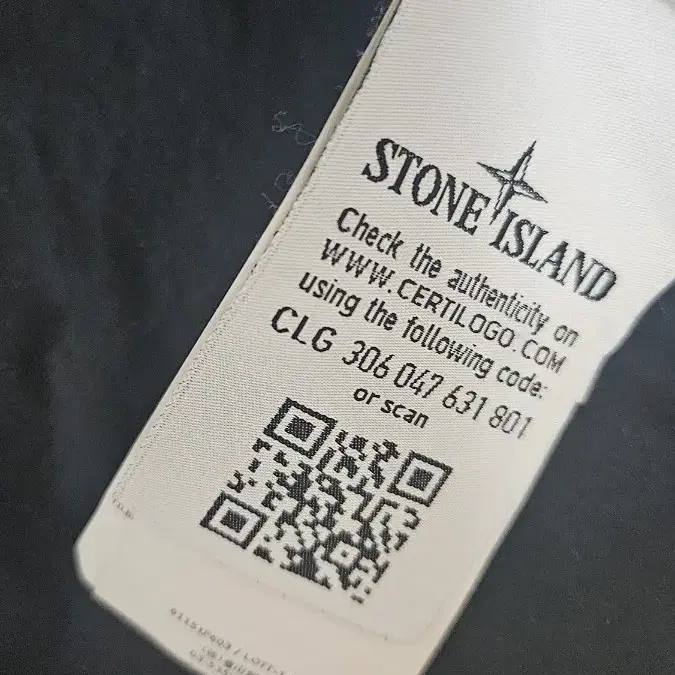 STONE ISLAND
Check the authenticity on
WWW.CERTILOGO.COM
using the following code:
CLG 306 047 631 801
or scan